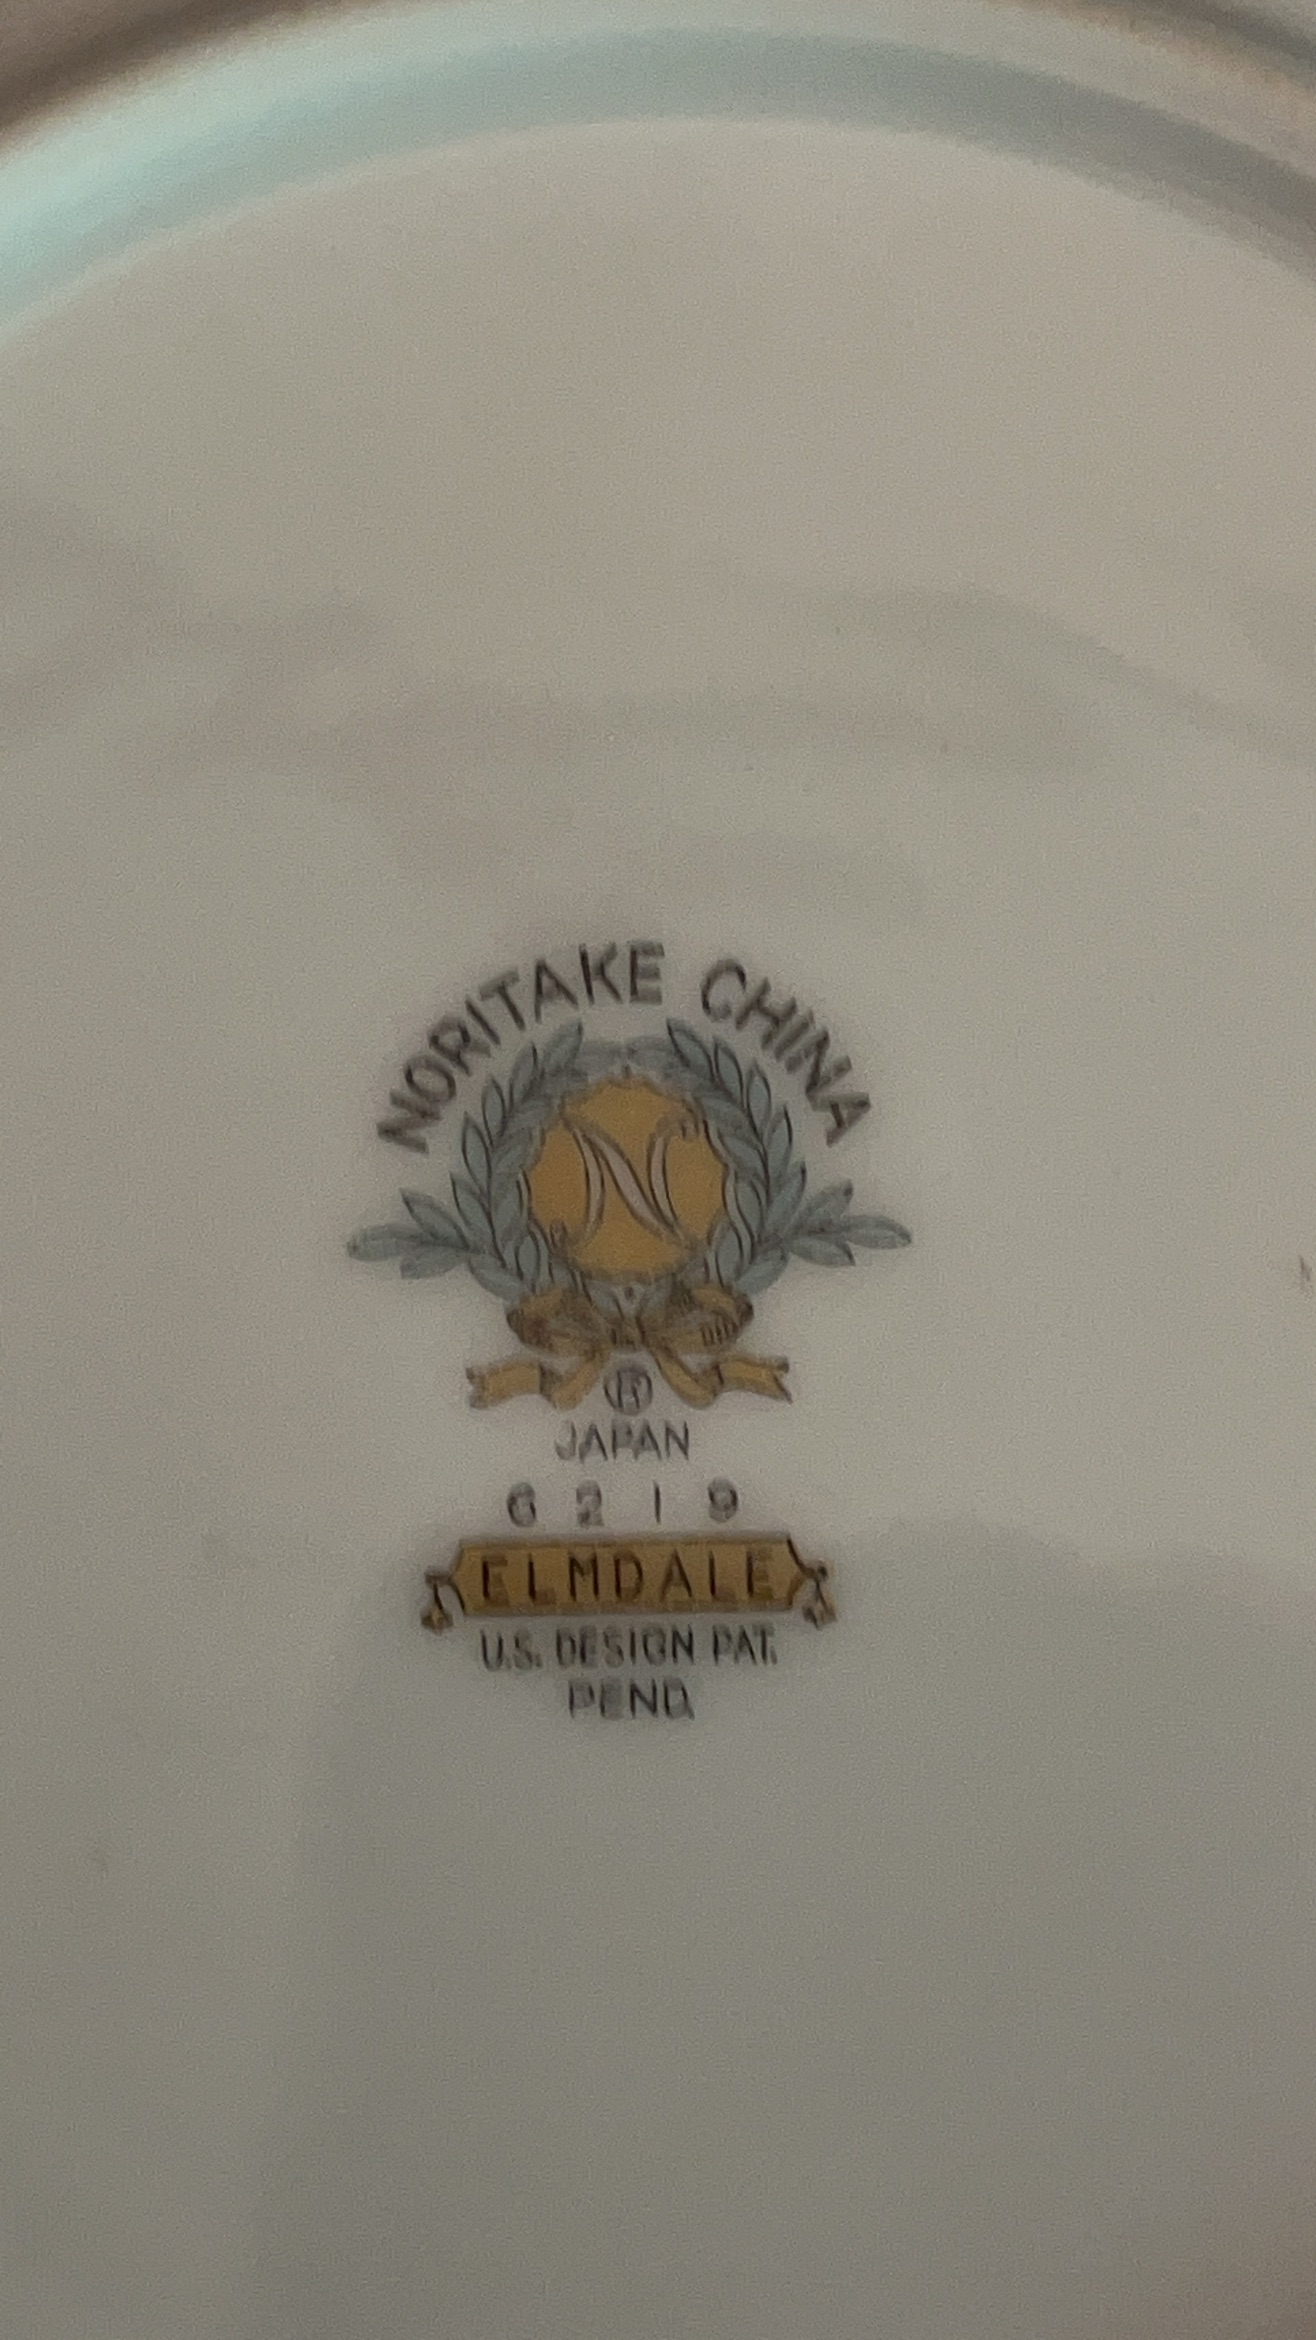 NORITAKE CHINA
N
®
JAPAN
6219
ELMDALE
U.S. DESIGN PAT.
PEND.